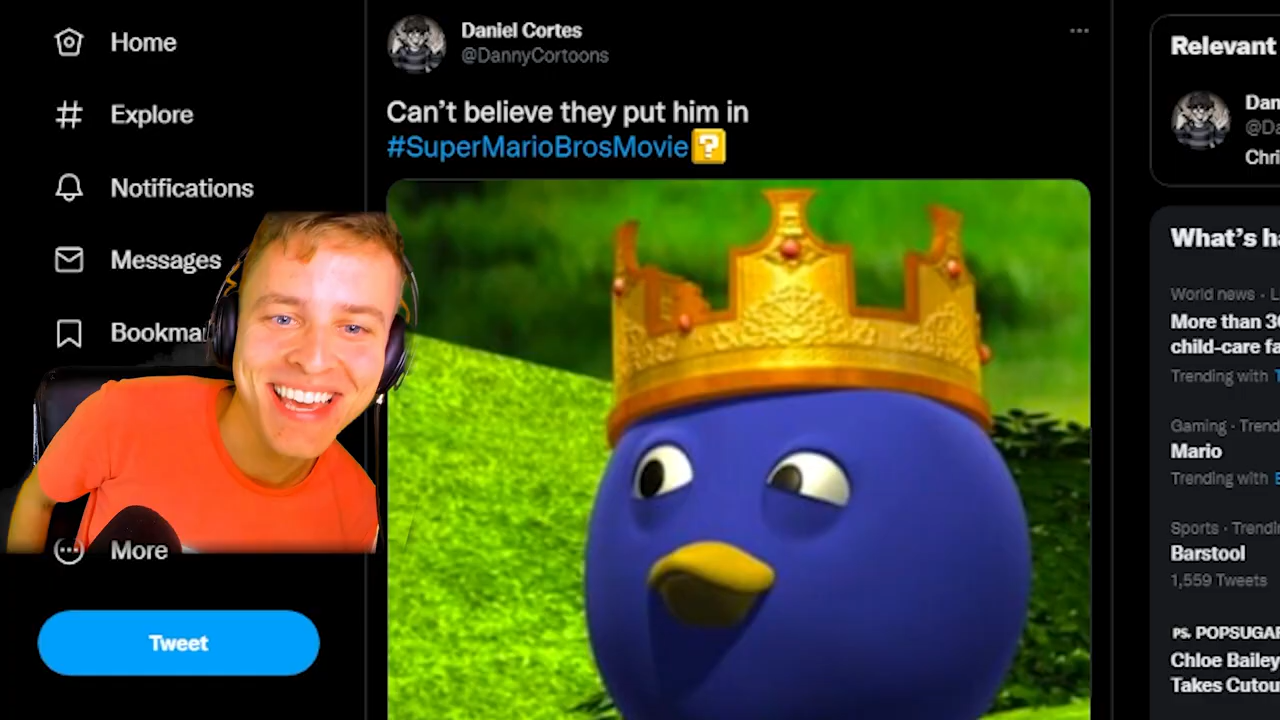 Home
Explore
Notifications
Messages
Bookma
More
Tweet
Daniel Cortes
@DannyCortoons
Can't believe they put him in
#SuperMarioBrosMovie
Relevant
Dan
@Da
Chri
What's ha
World news · L
More than 30
child-care fa
Trending with
Gaming · Trend
Mario
Trending with
Sports · Trendi
Barstool
1,559 Tweets
PS. POPSUGAR
Chloe Bailey
Takes Cutou